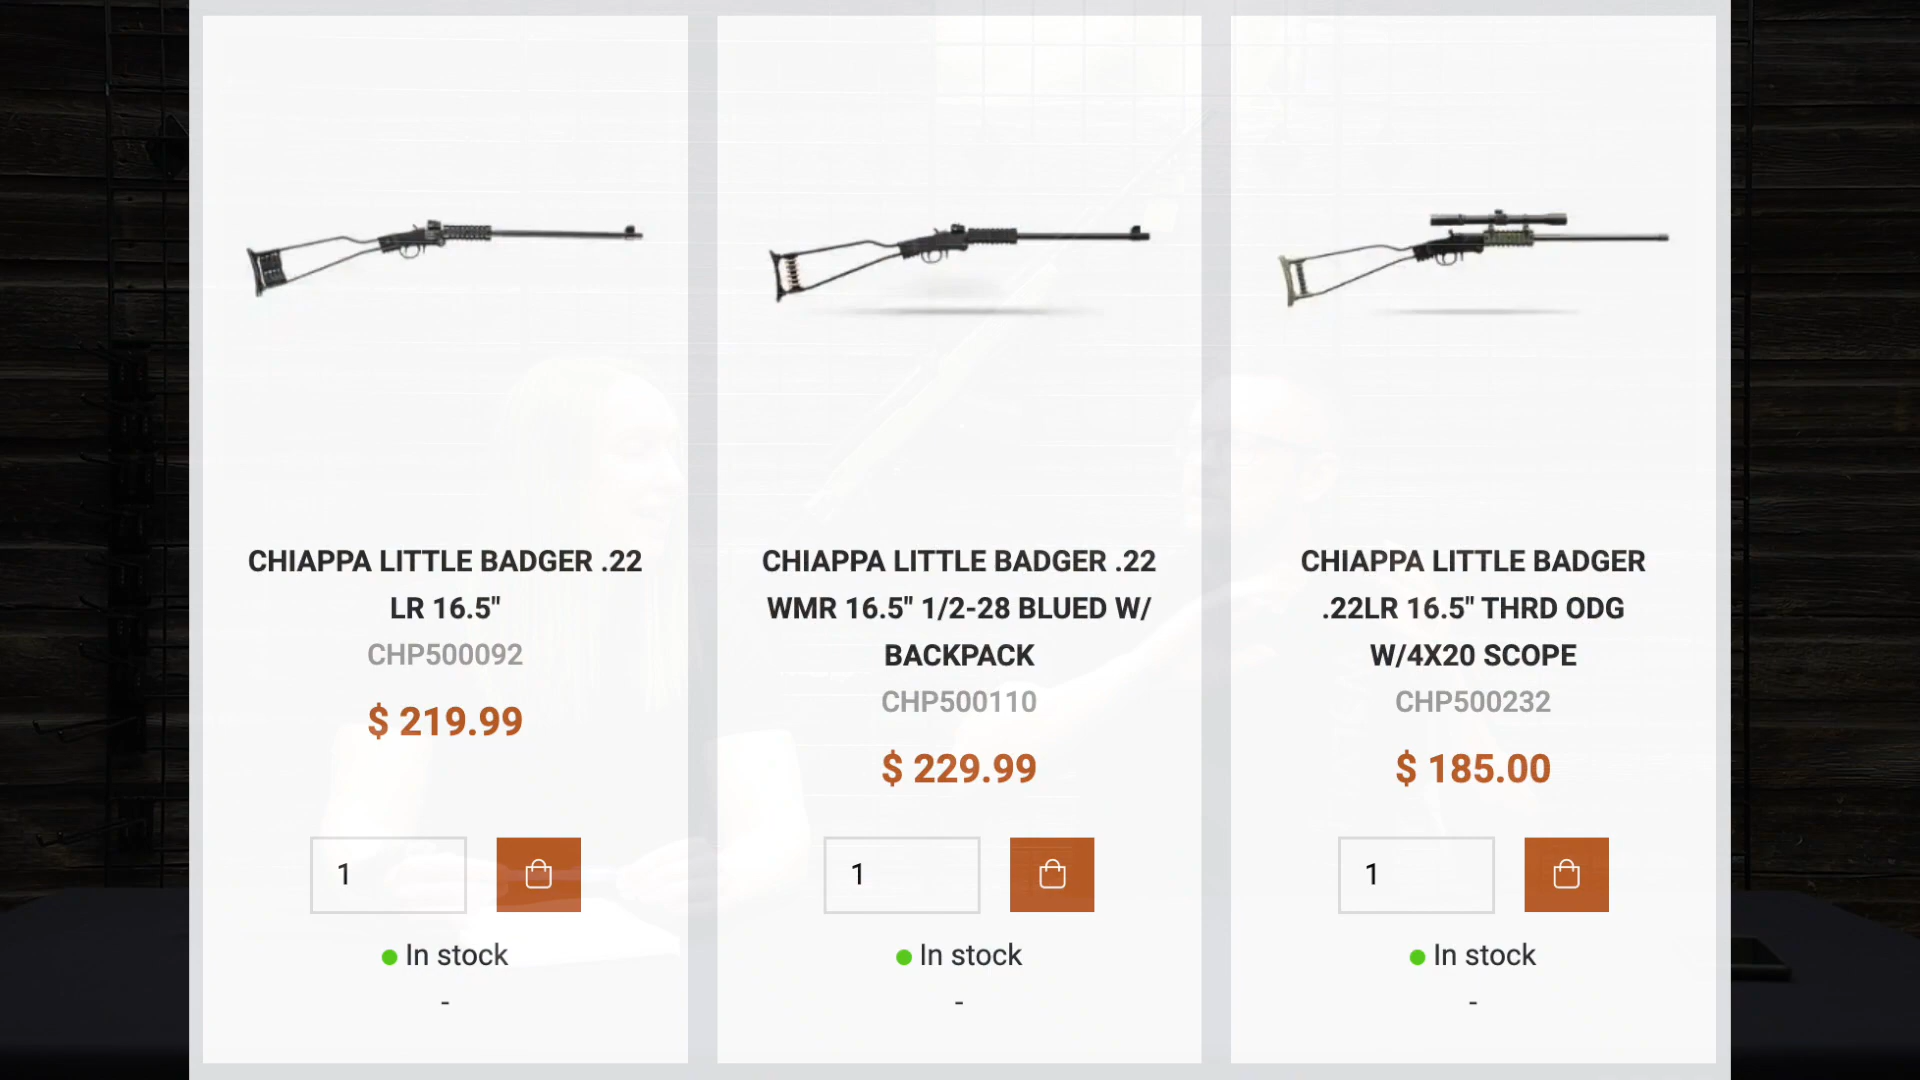 CHIAPPA LITTLE BADGER .22
LR 16.5"
CHP500092
$ 219.99
1
In stock
-
CHIAPPA LITTLE BADGER .22
WMR 16.5" 1/2-28 BLUED W/
BACKPACK
CHP500110
$ 229.99
1
In stock
-
CHIAPPA LITTLE BADGER
.22LR 16.5" THRD ODG
W/4X20 SCOPE
CHP500232
$ 185.00
1
In stock
-